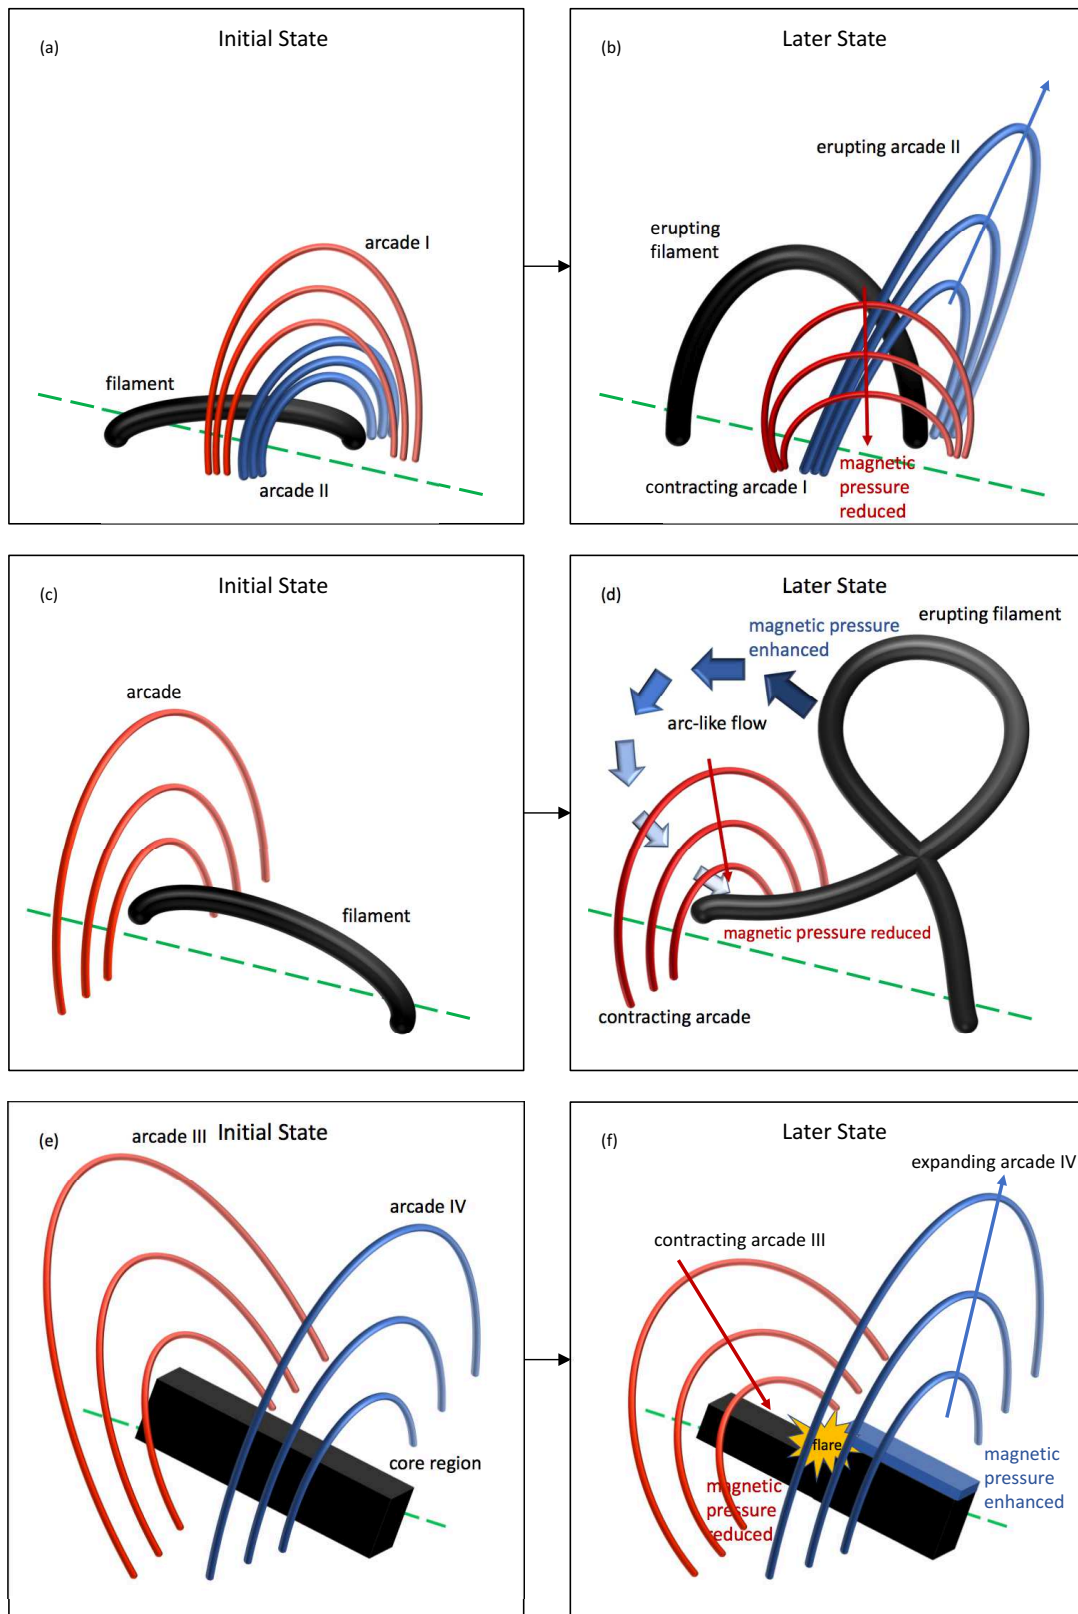 (a)
Initial State
arcade I
filament
arcade II
(b)
Later State
erupting arcade II
erupting
filament
contracting arcade I
magnetic
pressure
reduced
(c)
Initial State
arcade
filament
(d)
Later State
erupting filament
magnetic pressure
enhanced
arc-like flow
magnetic pressure reduced
contracting arcade
(e)
Initial State
arcade III
arcade IV
core region
(f)
Later State
expanding arcade IV
contracting arcade III
flare
magnetic
pressure
reduced
magnetic
pressure
enhanced